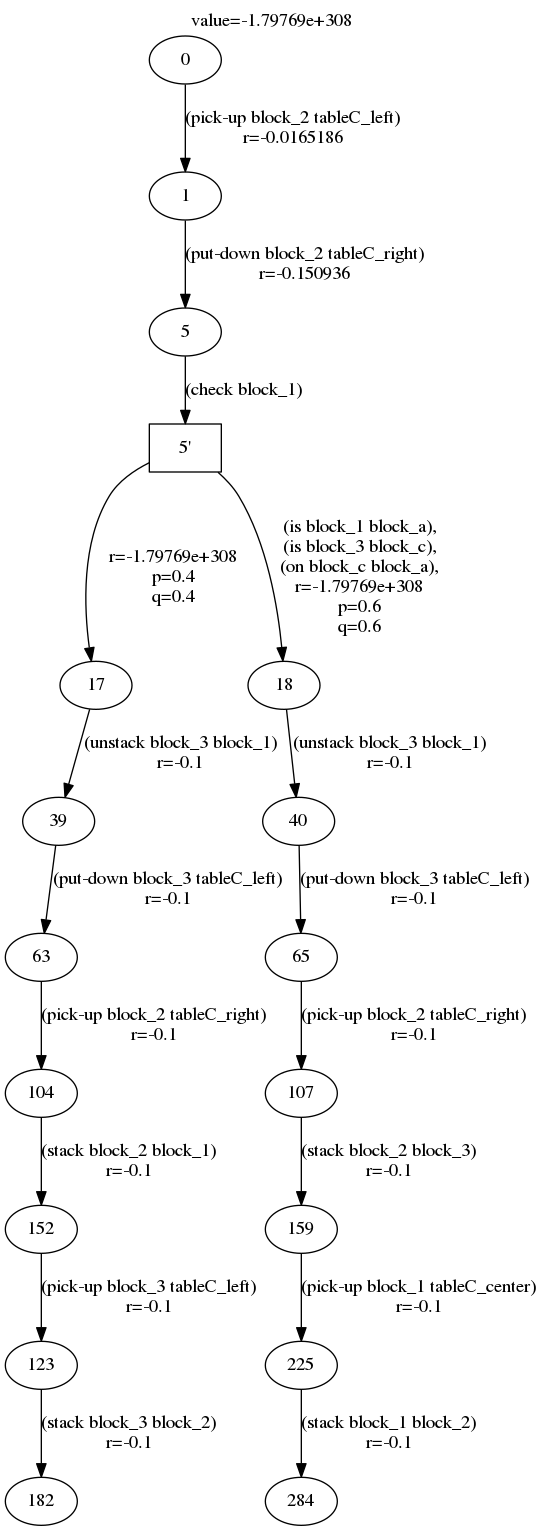 value=-1.79769e+308
0
(pick-up block_2 tableC_left)
r=-0.0165186
1
(put-down block_2 tableC_right)
r=-0.150936
5
(check block_1)
5'
r=-1.79769e+308
p=0.4
q=0.4
(is block_1 block_a),
(is block_3 block_c),
(on block_c block_a),
r=-1.79769e+308
p=0.6
q=0.6
17
18
(unstack block_3 block_1)
r=-0.1
(unstack block_3 block_1)
r=-0.1
39
40
(put-down block_3 tableC_left)
r=-0.1
(put-down block_3 tableC_left)
r=-0.1
63
65
(pick-up block_2 tableC_right)
r=-0.1
(pick-up block_2 tableC_right)
r=-0.1
104
107
(stack block_2 block_1)
r=-0.1
(stack block_2 block_3)
r=-0.1
152
159
(pick-up block_3 tableC_left)
r=-0.1
(pick-up block_1 tableC_center)
r=-0.1
123
225
(stack block_3 block_2)
r=-0.1
(stack block_1 block_2)
r=-0.1
182
284